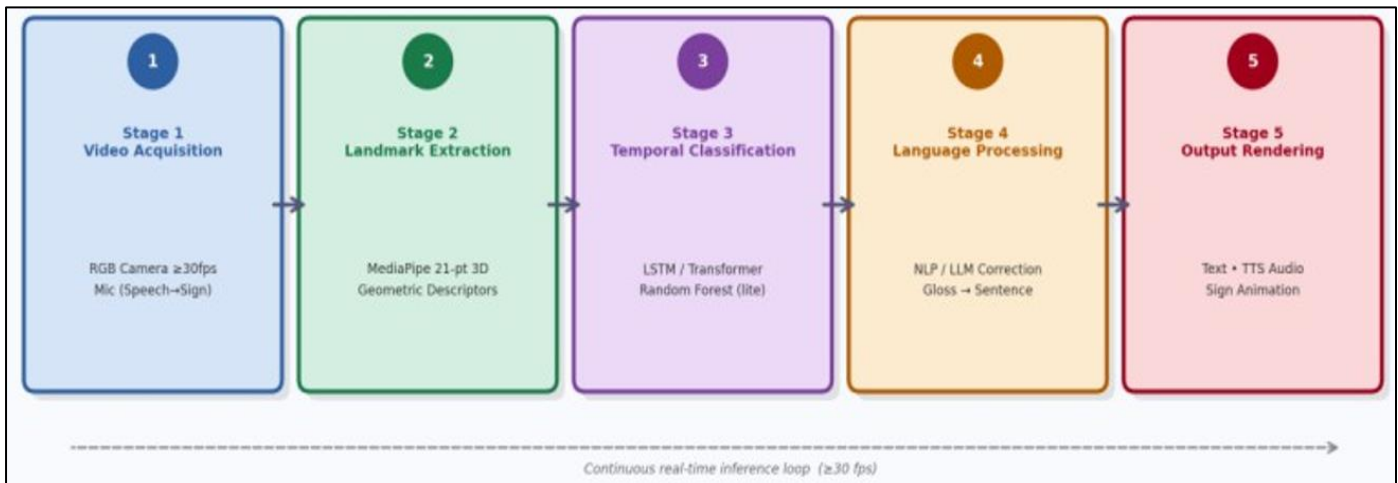 1
Stage 1
Video Acquisition
RGB Camera ≥30fps
Mic (Speech→Sign)
2
Stage 2
Landmark Extraction
MediaPipe 21-pt 3D
Geometric Descriptors
3
Stage 3
Temporal Classification
LSTM / Transformer
Random Forest (lite)
4
Stage 4
Language Processing
NLP / LLM Correction
Gloss → Sentence
5
Stage 5
Output Rendering
Text • TTS Audio
Sign Animation
Continuous real-time inference loop (≥30 fps)